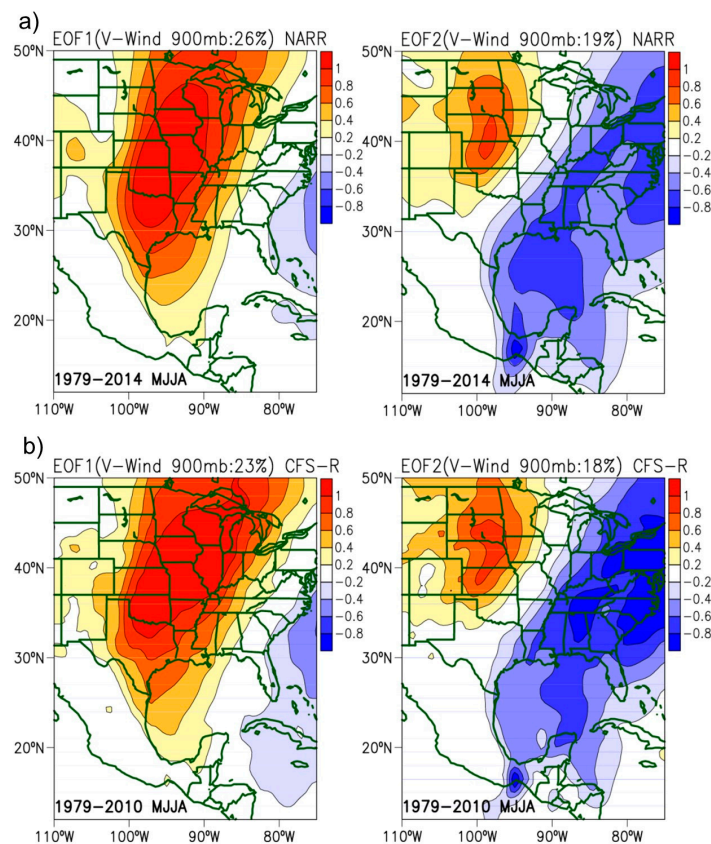 a)
EOF1(V-Wind 900mb:26%) NARR
EOF2(V-Wind 900mb:19%) NARR
50°N
40°N
30°N
20°N
1
0.8
0.6
0.4
0.2
-0.2
-0.4
-0.6
-0.8
1979-2014 MJJA
110°W 100°W 90°W 80°W
50°N
40°N
30°N
20°N
1
0.8
0.6
0.4
0.2
-0.2
-0.4
-0.6
-0.8
1979-2014 MJJA
110°W 100°W 90°W 80°W
b)
EOF1(V-Wind 900mb:23%) CFS-R
EOF2(V-Wind 900mb:18%) CFS-R
50°N
40°N
30°N
20°N
1
0.8
0.6
0.4
0.2
-0.2
-0.4
-0.6
-0.8
1979-2010 MJJA
110°W 100°W 90°W 80°W
50°N
40°N
30°N
20°N
1
0.8
0.6
0.4
0.2
-0.2
-0.4
-0.6
-0.8
1979-2010 MJJA
110°W 100°W 90°W 80°W